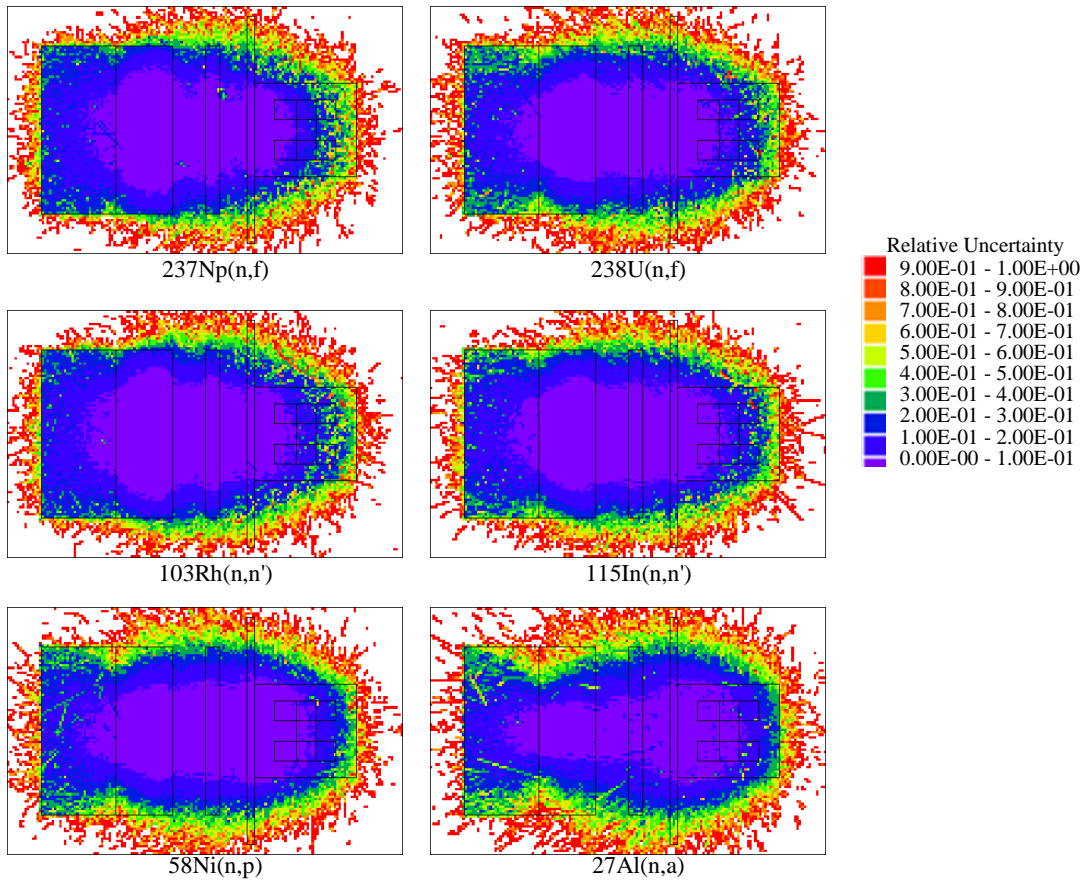 237Np(n,f)
238U(n,f)
Relative Uncertainty
9.00E-01 - 1.00E+00
8.00E-01 - 9.00E-01
7.00E-01 - 8.00E-01
6.00E-01 - 7.00E-01
5.00E-01 - 6.00E-01
4.00E-01 - 5.00E-01
3.00E-01 - 4.00E-01
2.00E-01 - 3.00E-01
1.00E-01 - 2.00E-01
0.00E-00 - 1.00E-01
103Rh(n,n')
115In(n,n')
58Ni(n,p)
27Al(n,a)